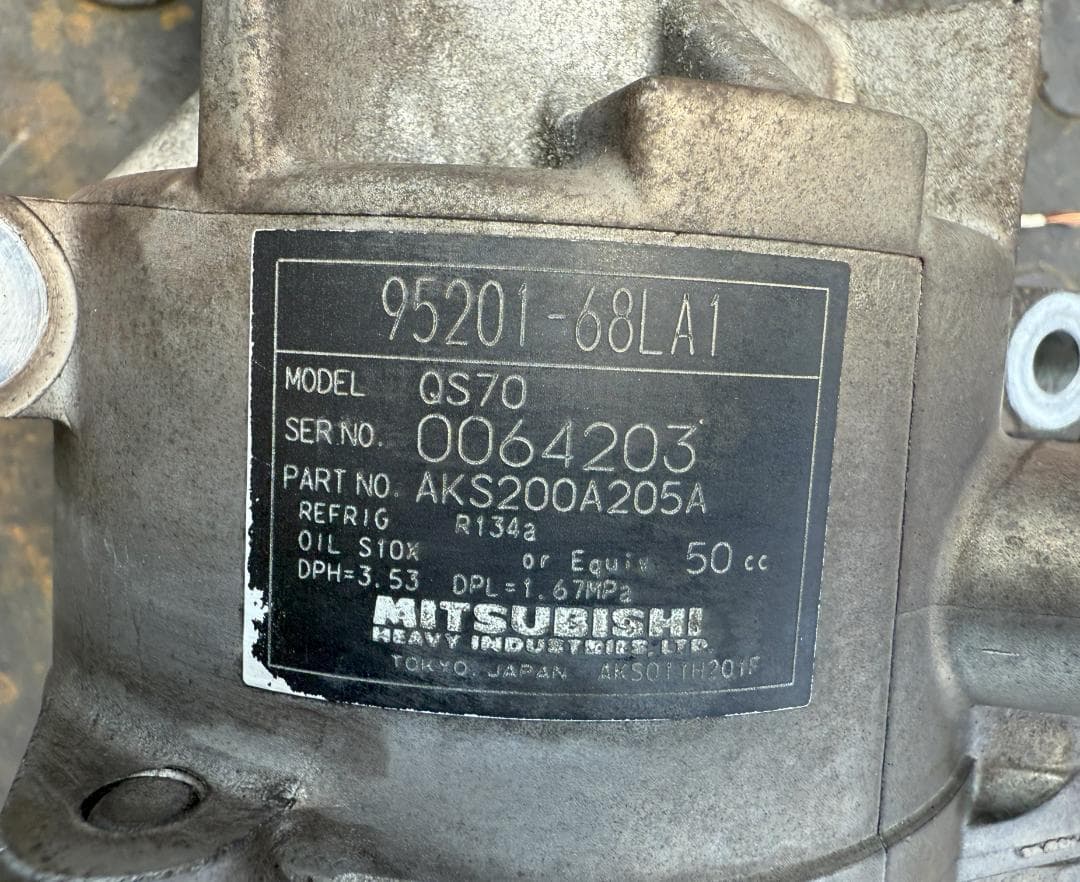 95201-68LA1
MODEL QS70
SER.NO. 0064203
PART NO. AKS200A205A
REFRIG R134a
OIL S10X or Equiv. 50 cc
DPH=3.53 DPL=1.67MPa
MITSUBISHI
HEAVY INDUSTRIES, LTD.
TOKYO, JAPAN AKS011H201F